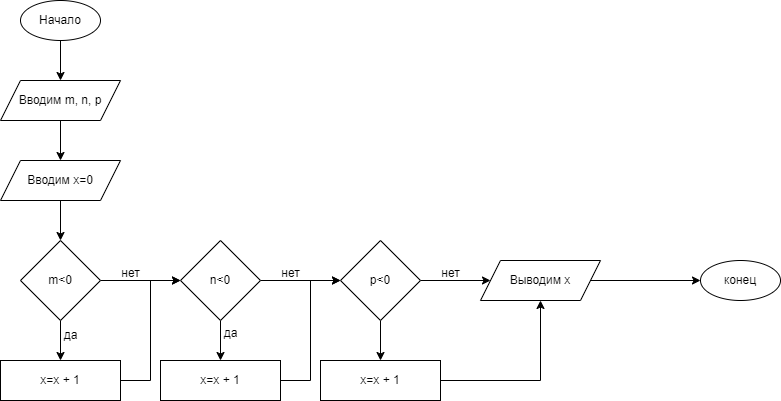 Начало
Вводим m, n, p
Вводим x=0
m<0
нет
n<0
нет
p<0
нет
Выводим x
конец
да
да
x=x + 1
x=x + 1
x=x + 1